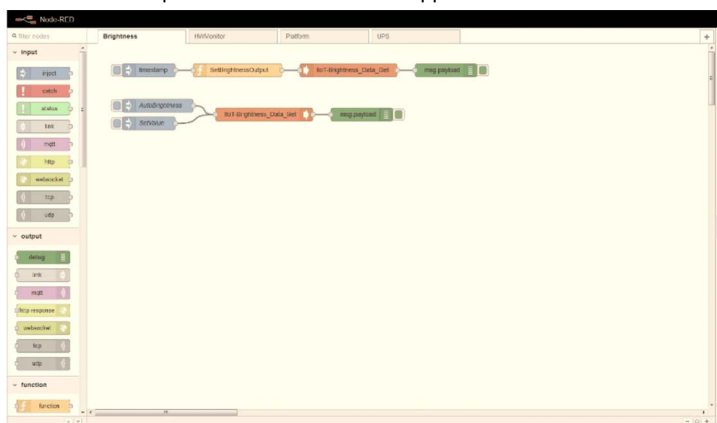 Node-RED
filter nodes
Brightness
HWMonitor
Platform
UPS
+
input
inject
catch
status
link
mqtt
http
websocket
tcp
udp
output
debug
link
mqtt
http response
websocket
tcp
udp
function
function
timestamp
SetBrightnessOutput
msg.payload
AutoBrightness
SetValue
msg.payload